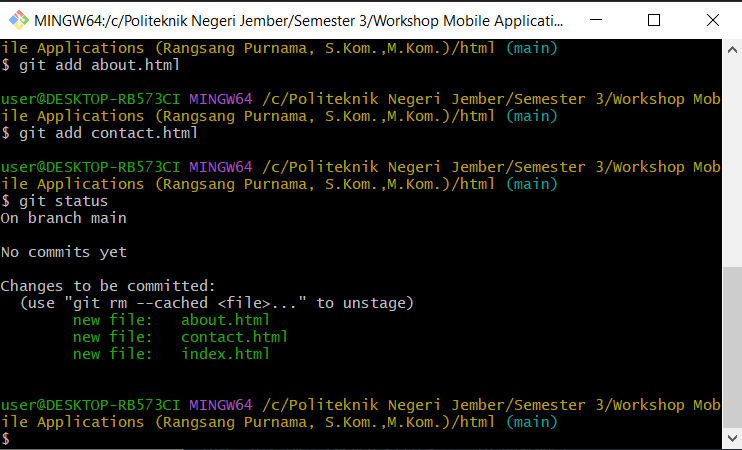 MINGW64:/c/Politeknik Negeri Jember/Semester 3/Workshop Mobile Applicati...
ile Applications (Rangsang Purnama, S.Kom.,M.Kom.)/html (main)
$ git add about.html
user@DESKTOP-RB573CI MINGW64 /c/Politeknik Negeri Jember/Semester 3/Workshop Mob
ile Applications (Rangsang Purnama, S.Kom.,M.Kom.)/html (main)
$ git add contact.html
user@DESKTOP-RB573CI MINGW64 /c/Politeknik Negeri Jember/Semester 3/Workshop Mob
ile Applications (Rangsang Purnama, S.Kom.,M.Kom.)/html (main)
$ git status
On branch main
No commits yet
Changes to be committed:
(use "git rm --cached <file>..." to unstage)
new file: about.html
new file: contact.html
new file: index.html
user@DESKTOP-RB573CI MINGW64 /c/Politeknik Negeri Jember/Semester 3/Workshop Mob
ile Applications (Rangsang Purnama, S.Kom.,M.Kom.)/html (main)
$